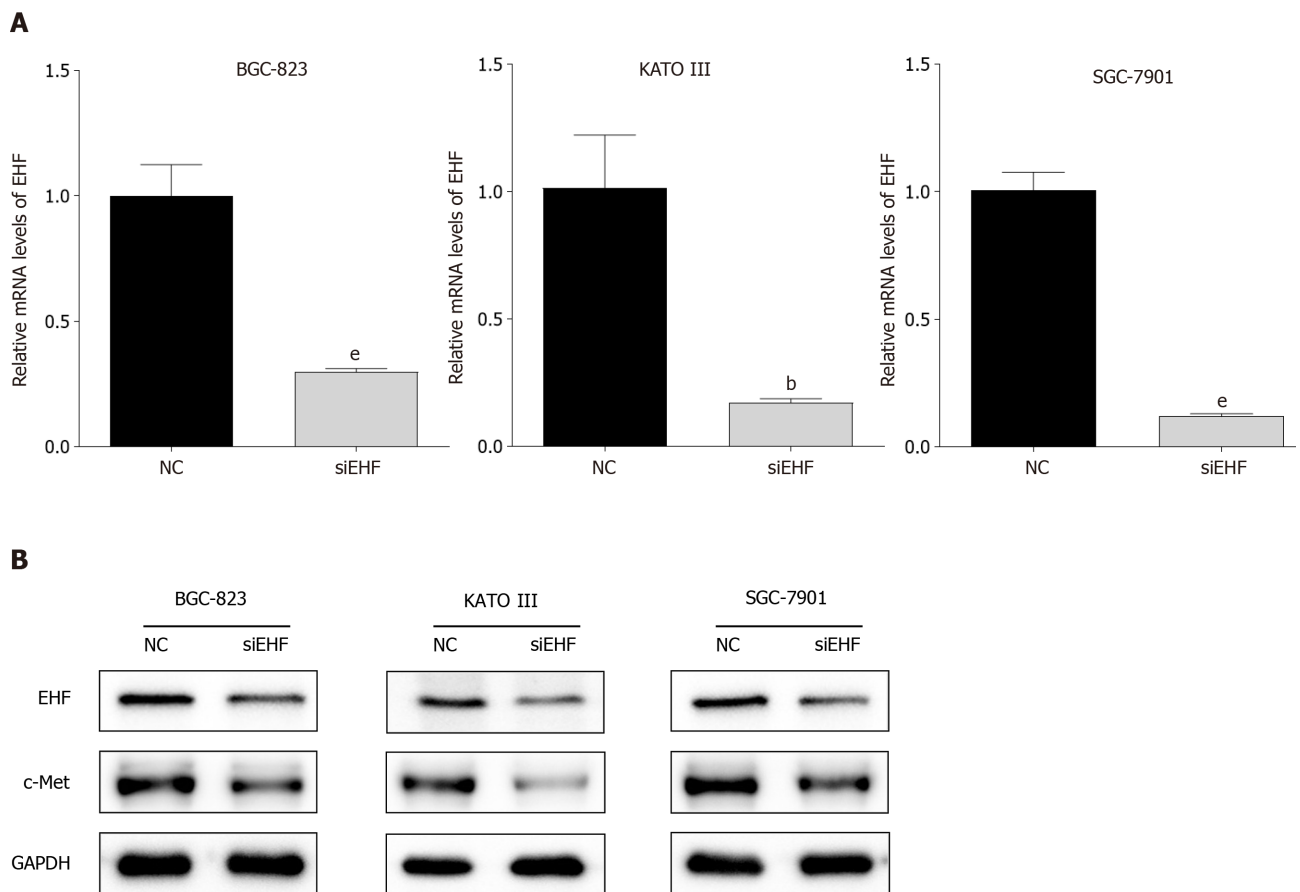 A
BGC-823
KATO III
SGC-7901
Relative mRNA levels of EHF
1.5
1.0
0.5
0.0
e
NC
siEHF
Relative mRNA levels of EHF
1.5
1.0
0.5
0.0
b
NC
siEHF
Relative mRNA levels of EHF
1.5
1.0
0.5
0.0
e
NC
siEHF
B
BGC-823
KATO III
SGC-7901
NC siEHF
NC siEHF
NC siEHF
EHF
c-Met
GAPDH